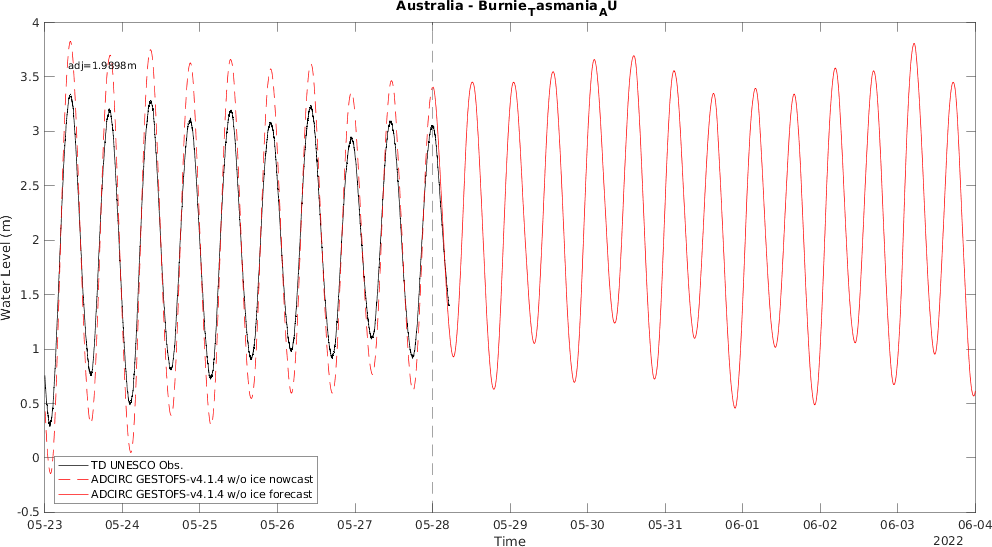 Australia - Burnie_Tasmania_AU
adj=1.9898m
4
3.5
3
2.5
2
1.5
1
0.5
0
-0.5
Water Level (m)
TD UNESCO Obs.
ADCIRC GESTOFS-v4.1.4 w/o ice nowcast
ADCIRC GESTOFS-v4.1.4 w/o ice forecast
05-23 05-24 05-25 05-26 05-27 05-28 05-29 05-30 05-31 06-01 06-02 06-03 06-04
Time
2022